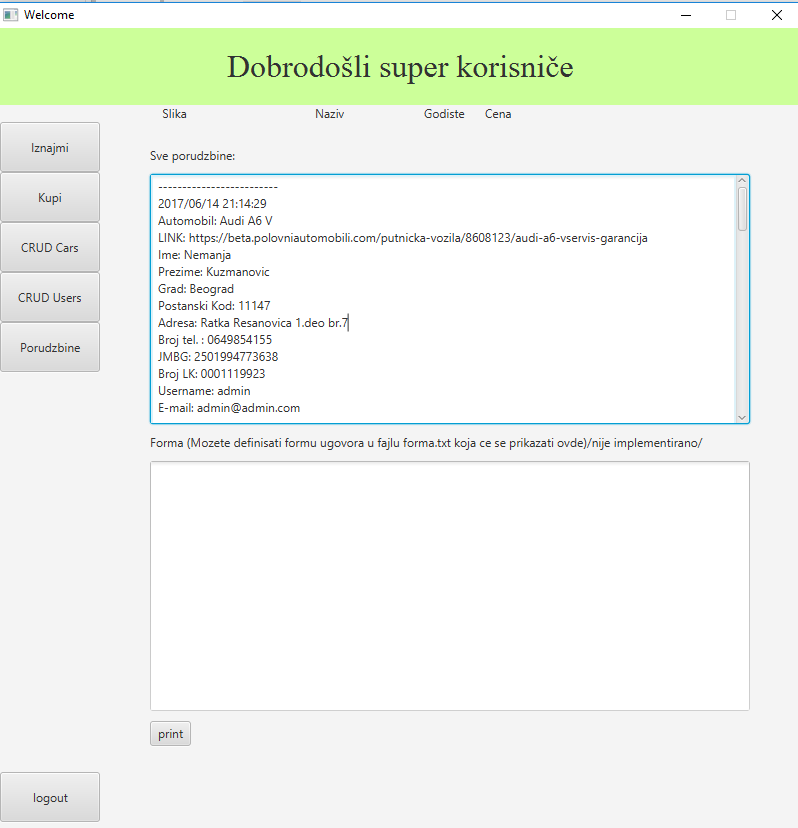 Welcome
Dobrodošli super korisniče
Slika Naziv Godiste Cena
Iznajmi
Kupi
CRUD Cars
CRUD Users
Porudzbine
Sve porudzbine:
-------------------------
2017/06/14 21:14:29
Automobil: Audi A6 V
LINK: https://beta.polovniautomobili.com/putnicka-vozila/8608123/audi-a6-vservis-garancija
Ime: Nemanja
Prezime: Kuzmanovic
Grad: Beograd
Postanski Kod: 11147
Adresa: Ratka Resanovica 1.deo br.7
Broj tel. : 0649854155
JMBG: 2501994773638
Broj LK: 0001119923
Username: admin
E-mail: admin@admin.com
Forma (Mozete definisati formu ugovora u fajlu forma.txt koja ce se prikazati ovde)/nije implementirano/
print
logout